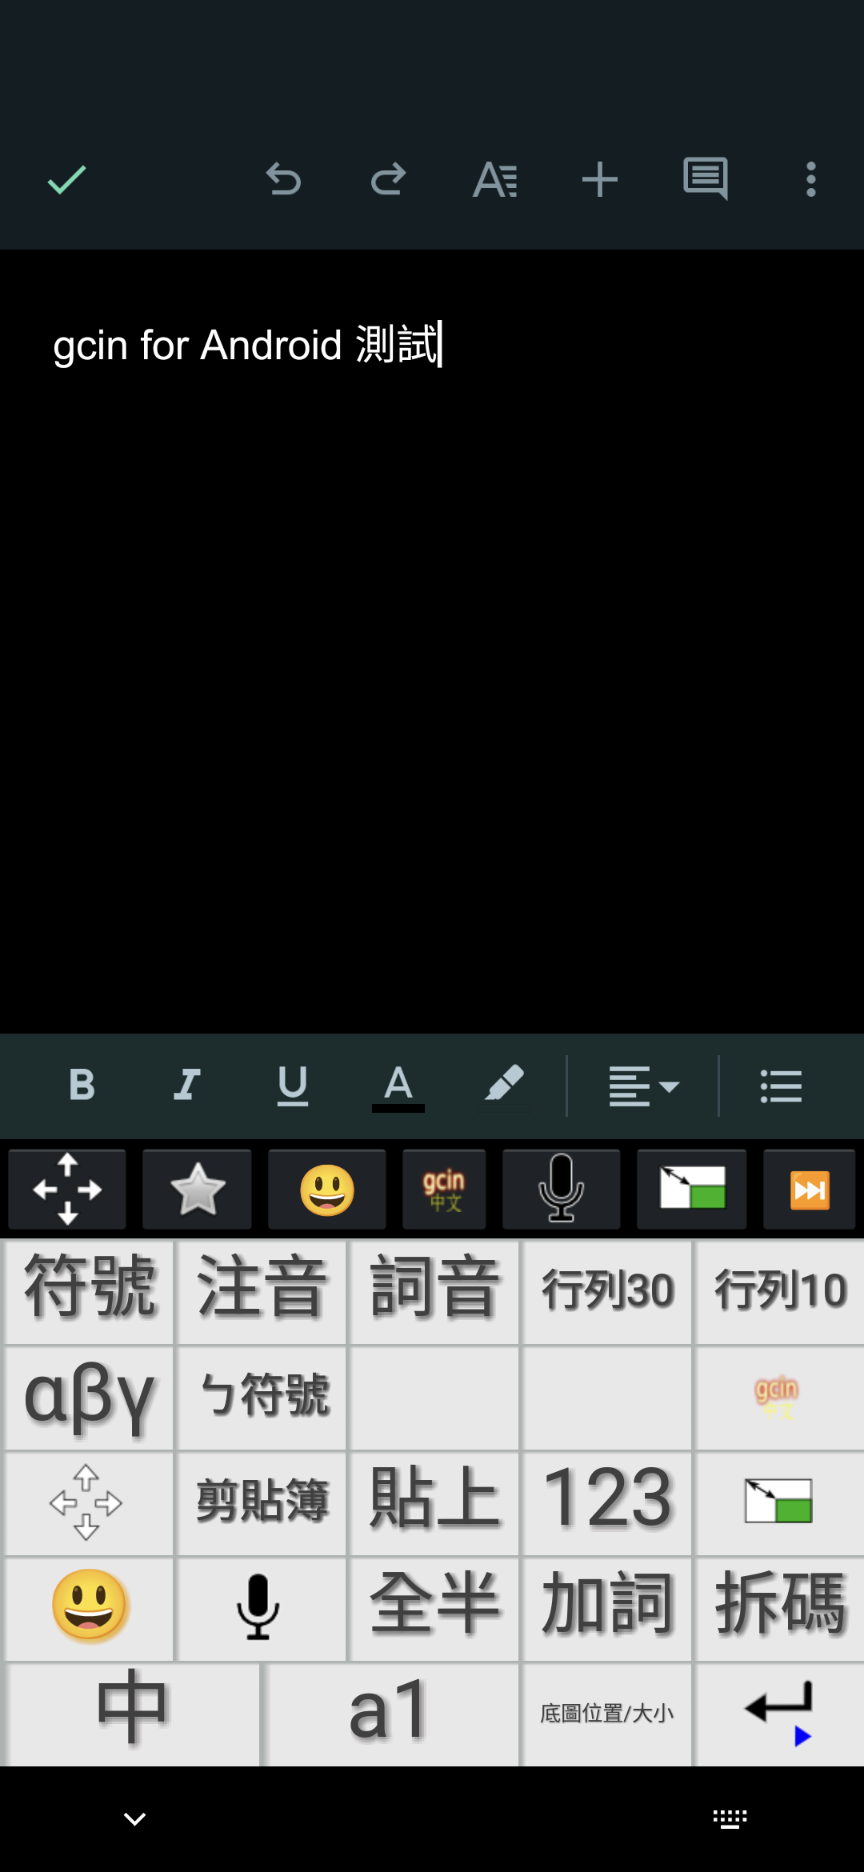 gcin for Android 測試
B I U A
gcin
中文
符號 注音 詞音 行列30 行列10
αβγ ㄅ符號 gcin
中文
剪貼簿 貼上 123
全半 加詞 拆碼
中 a1 底圖位置/大小